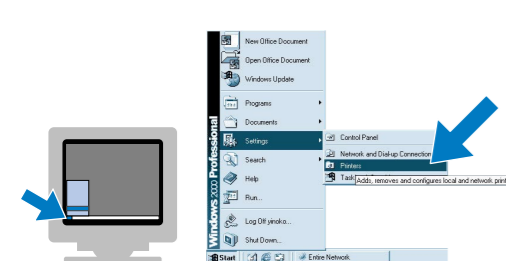 New Office Document
Open Office Document
Windows Update
Programs
Documents
Settings
Search
Help
Run...
Log Off yinoko...
Shut Down...
Windows 2000 Professional
Control Panel
Network and Dial-up Connection
Printers
Task
Adds, removes and configures local and network print
Start
Entire Network